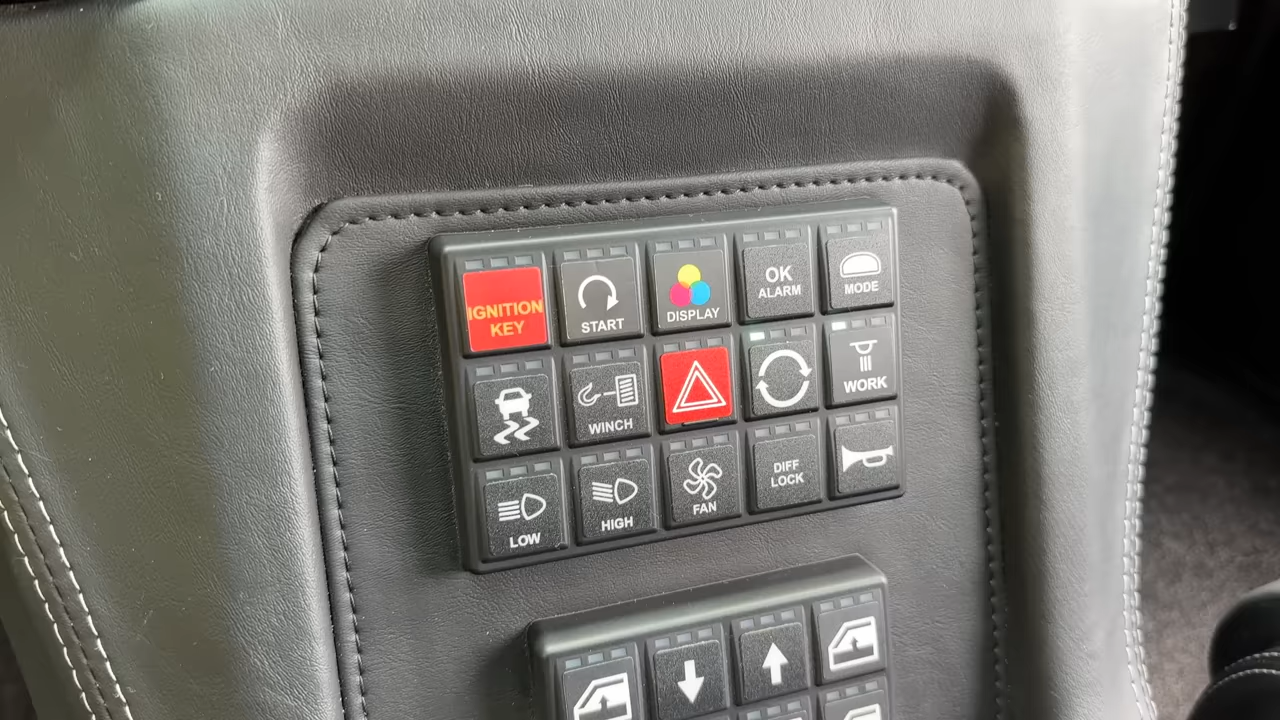 IGNITION
KEY
START
DISPLAY
OK
ALARM
MODE
WINCH
WORK
LOW
HIGH
FAN
DIFF
LOCK